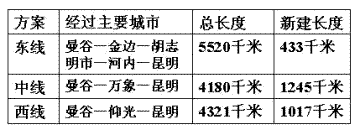 方案 经过主要城市 总长度 新建长度
东线 曼谷—金边—胡志 5520千米 433千米
明市—河内—昆明
中线 曼谷—万象—昆明 4180千米 1245千米
西线 曼谷—仰光—昆明 4321千米 1017千米